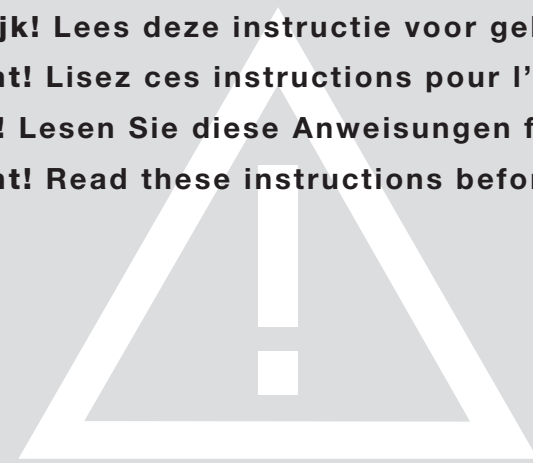 jk! Lees deze instructie voor ge
nt! Lisez ces instructions pour l'
! Lesen Sie diese Anweisungen f
nt! Read these instructions befor